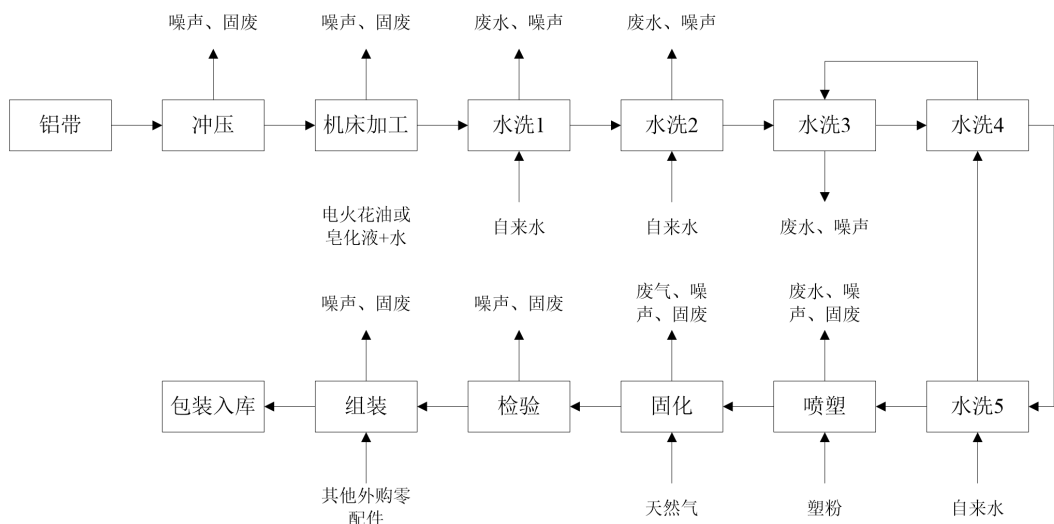 噪声、固废
噪声、固废
废水、噪声
废水、噪声
铝带
冲压
机床加工
水洗1
水洗2
水洗3
水洗4
电火花油或
皂化液+水
自来水
自来水
废水、噪声
噪声、固废
噪声、固废
废气、噪
声、固废
废水、噪
声、固废
包装入库
组装
检验
固化
喷塑
水洗5
其他外购零
配件
天然气
塑粉
自来水